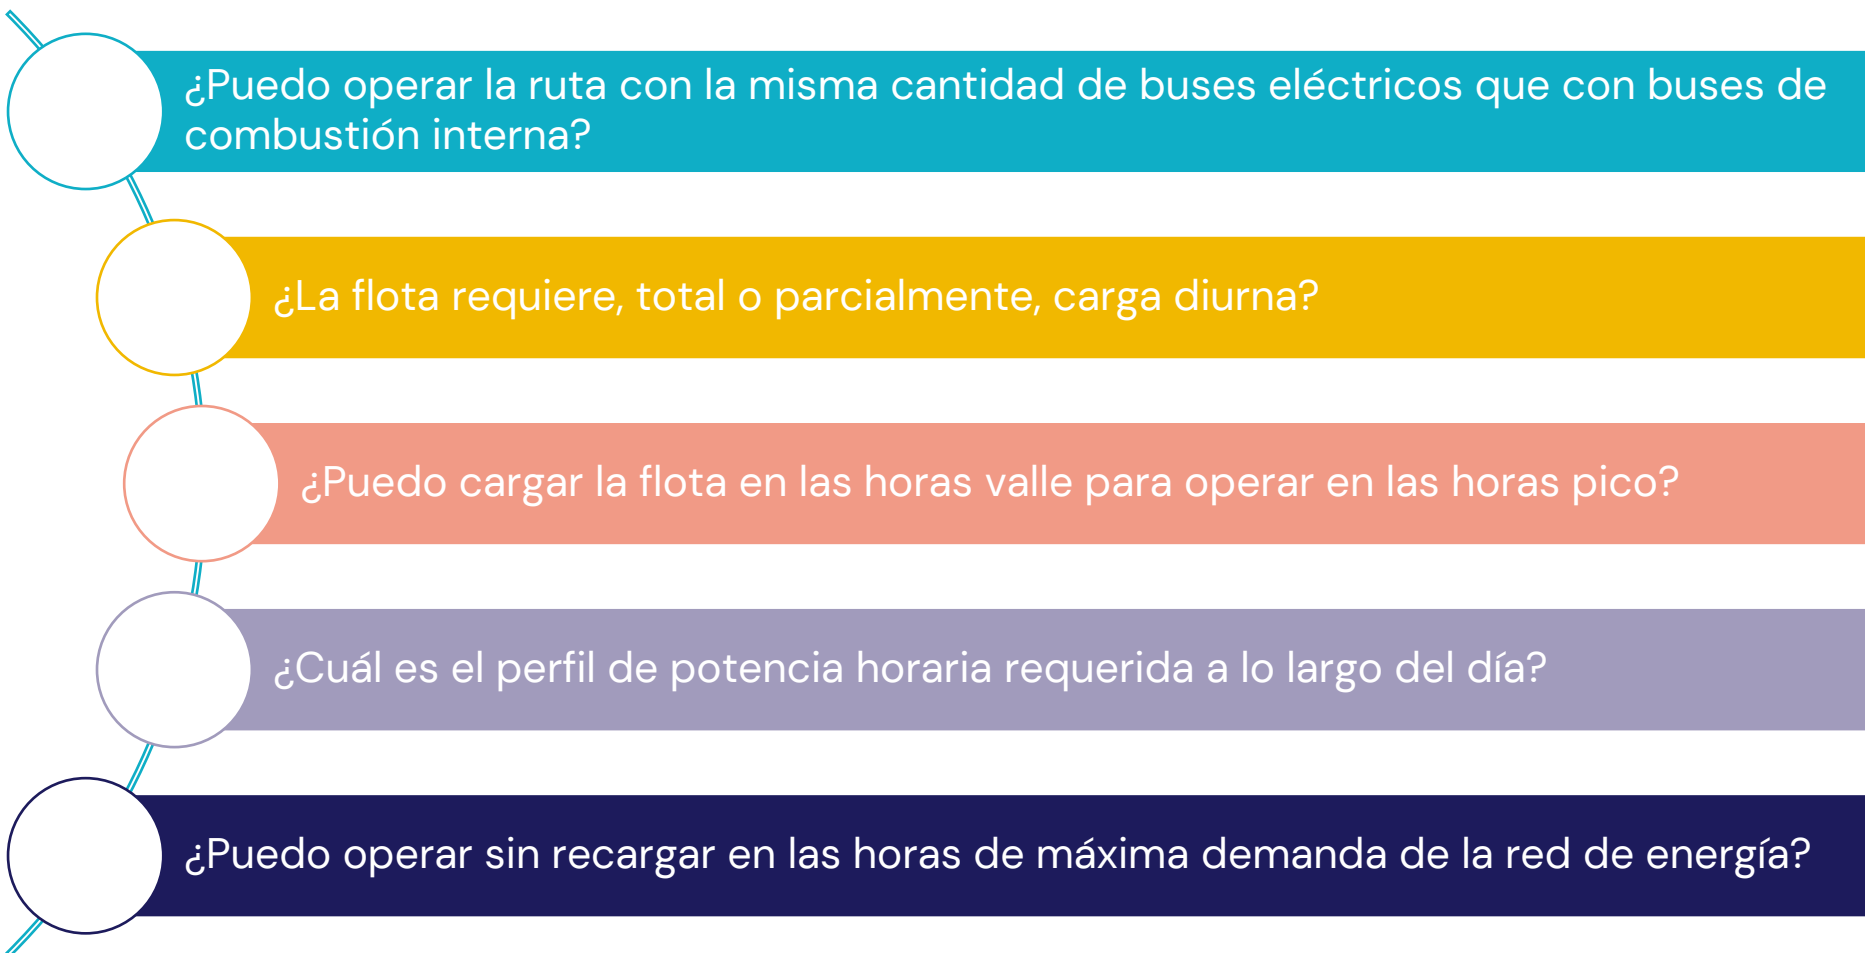 ¿Puedo operar la ruta con la misma cantidad de buses eléctricos que con buses de
combustión interna?
¿La flota requiere, total o parcialmente, carga diurna?
¿Puedo cargar la flota en las horas valle para operar en las horas pico?
¿Cuál es el perfil de potencia horaria requerida a lo largo del día?
¿Puedo operar sin recargar en las horas de máxima demanda de la red de energía?